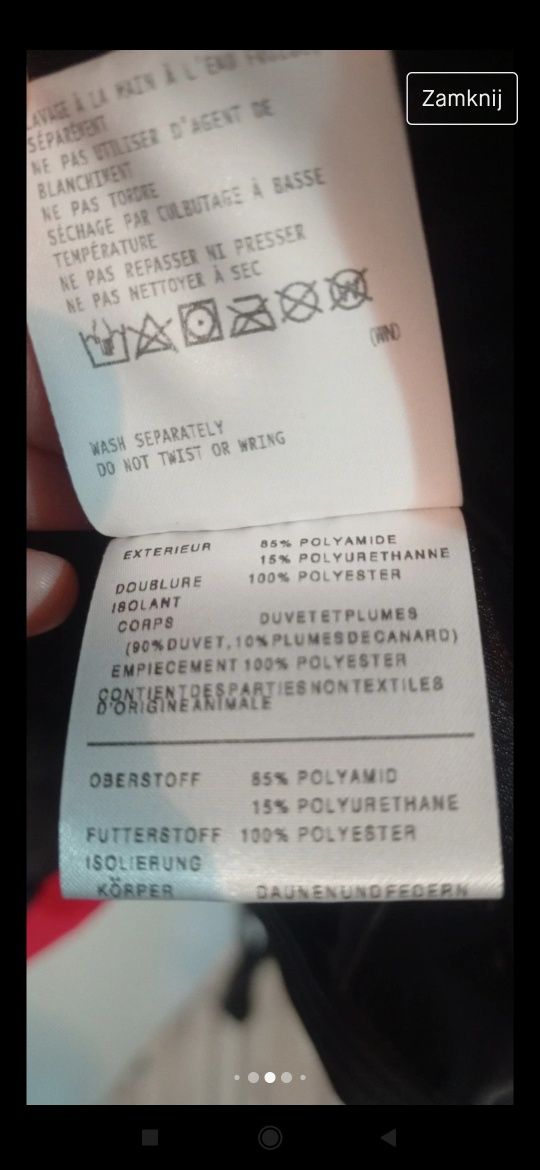 Zamknij
LAVAGE À LA MAIN À L'EAU
SÉPARÉMENT
NE PAS UTILISER D'AGENT DE
BLANCHIMENT
NE PAS TORDRE
SÉCHAGE PAR CULBUTAGE À BASSE
TEMPÉRATURE
NE PAS REPASSER NI PRESSER
NE PAS NETTOYER À SEC
W
WASH SEPARATELY
DO NOT TWIST OR WRING
EXTERIEUR 85% POLYAMIDE
15% POLYURETHANNE
DOUBLURE 100% POLYESTER
ISOLANT
CORPS DUVETETPLUMES
(90%DUVET,10%PLUMESDECANARD)
EMPIECEMENT 100% POLYESTER
CONTIENTDESPARTIESNONTEXTILES
D'ORIGINEANIMALE
OBERSTOFF 85% POLYAMID
15% POLYURETHANE
FUTTERSTOFF 100% POLYESTER
ISOLIERUNG
KÖRPER DAUNENUNDFEDERN